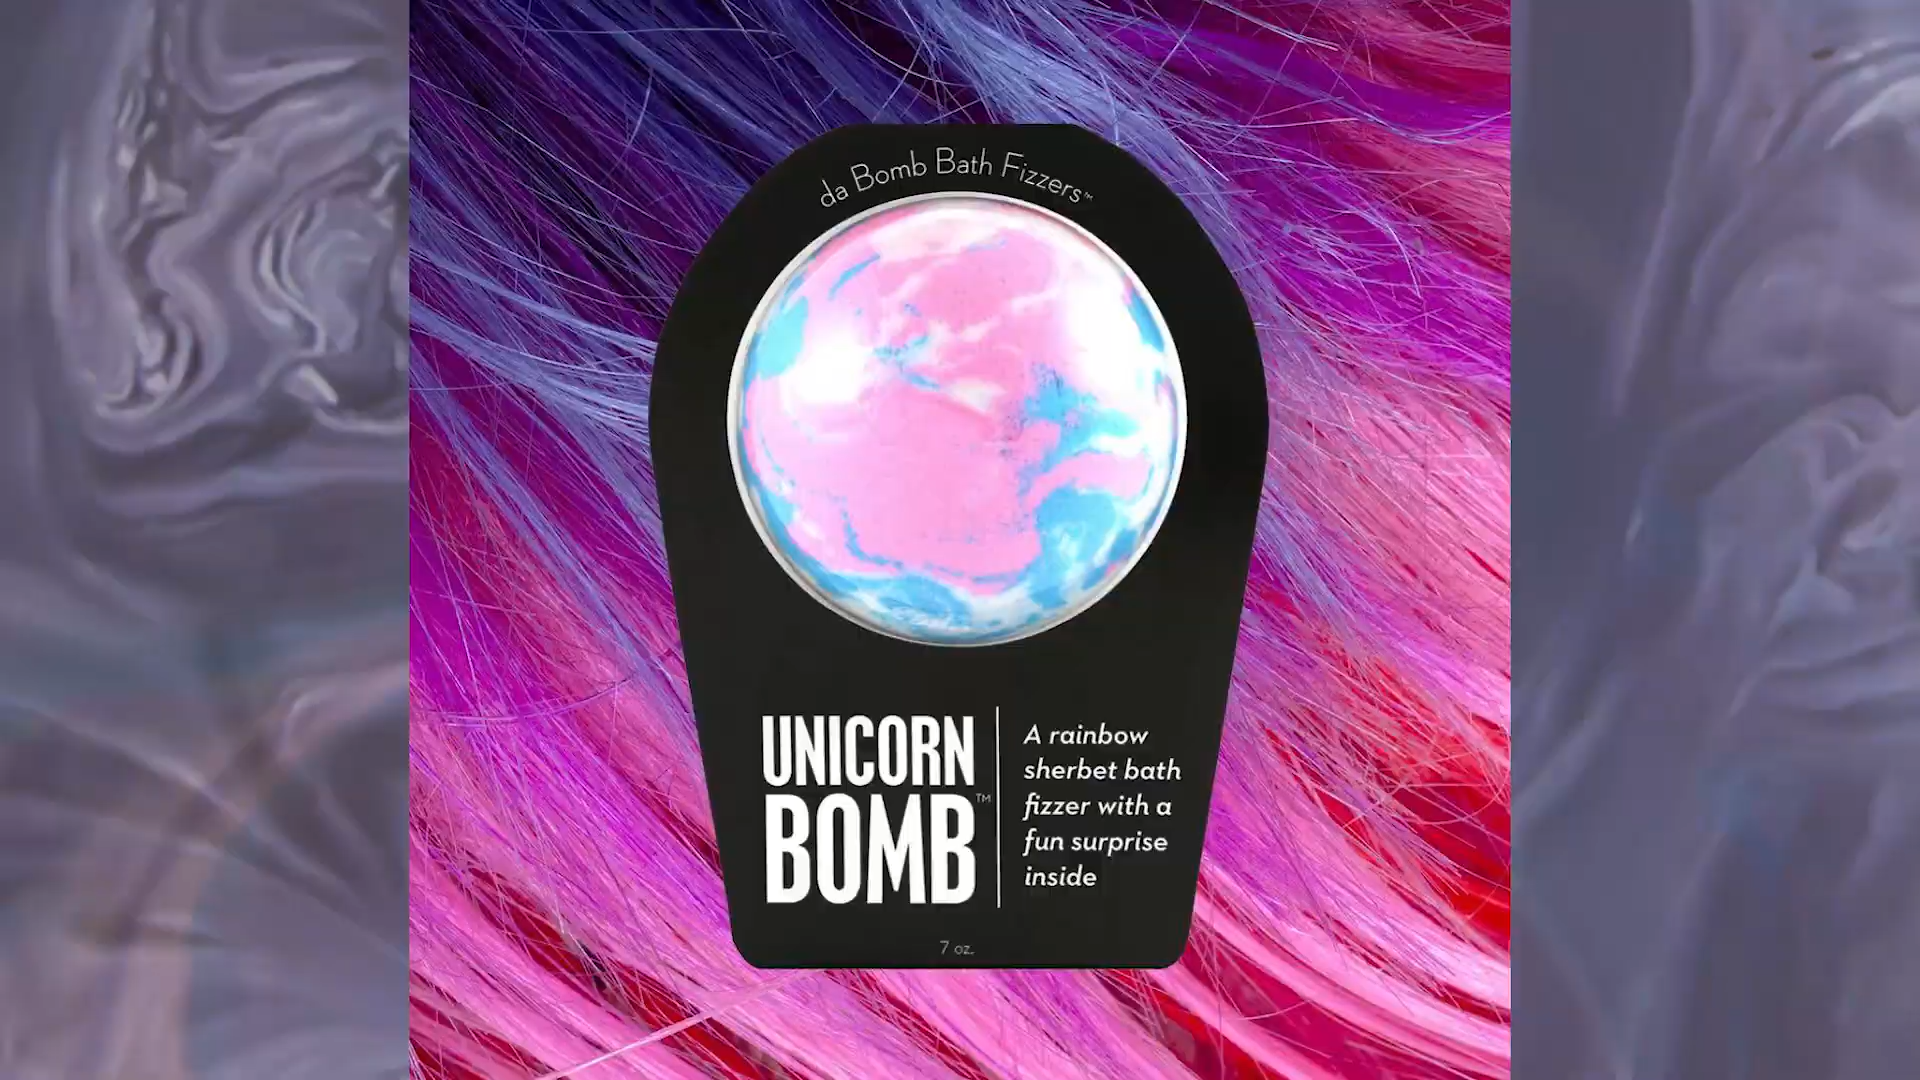 da Bomb Bath Fizzers™
UNICORN
BOMB™
A rainbow
sherbet bath
fizzer with a
fun surprise
inside
7 oz.